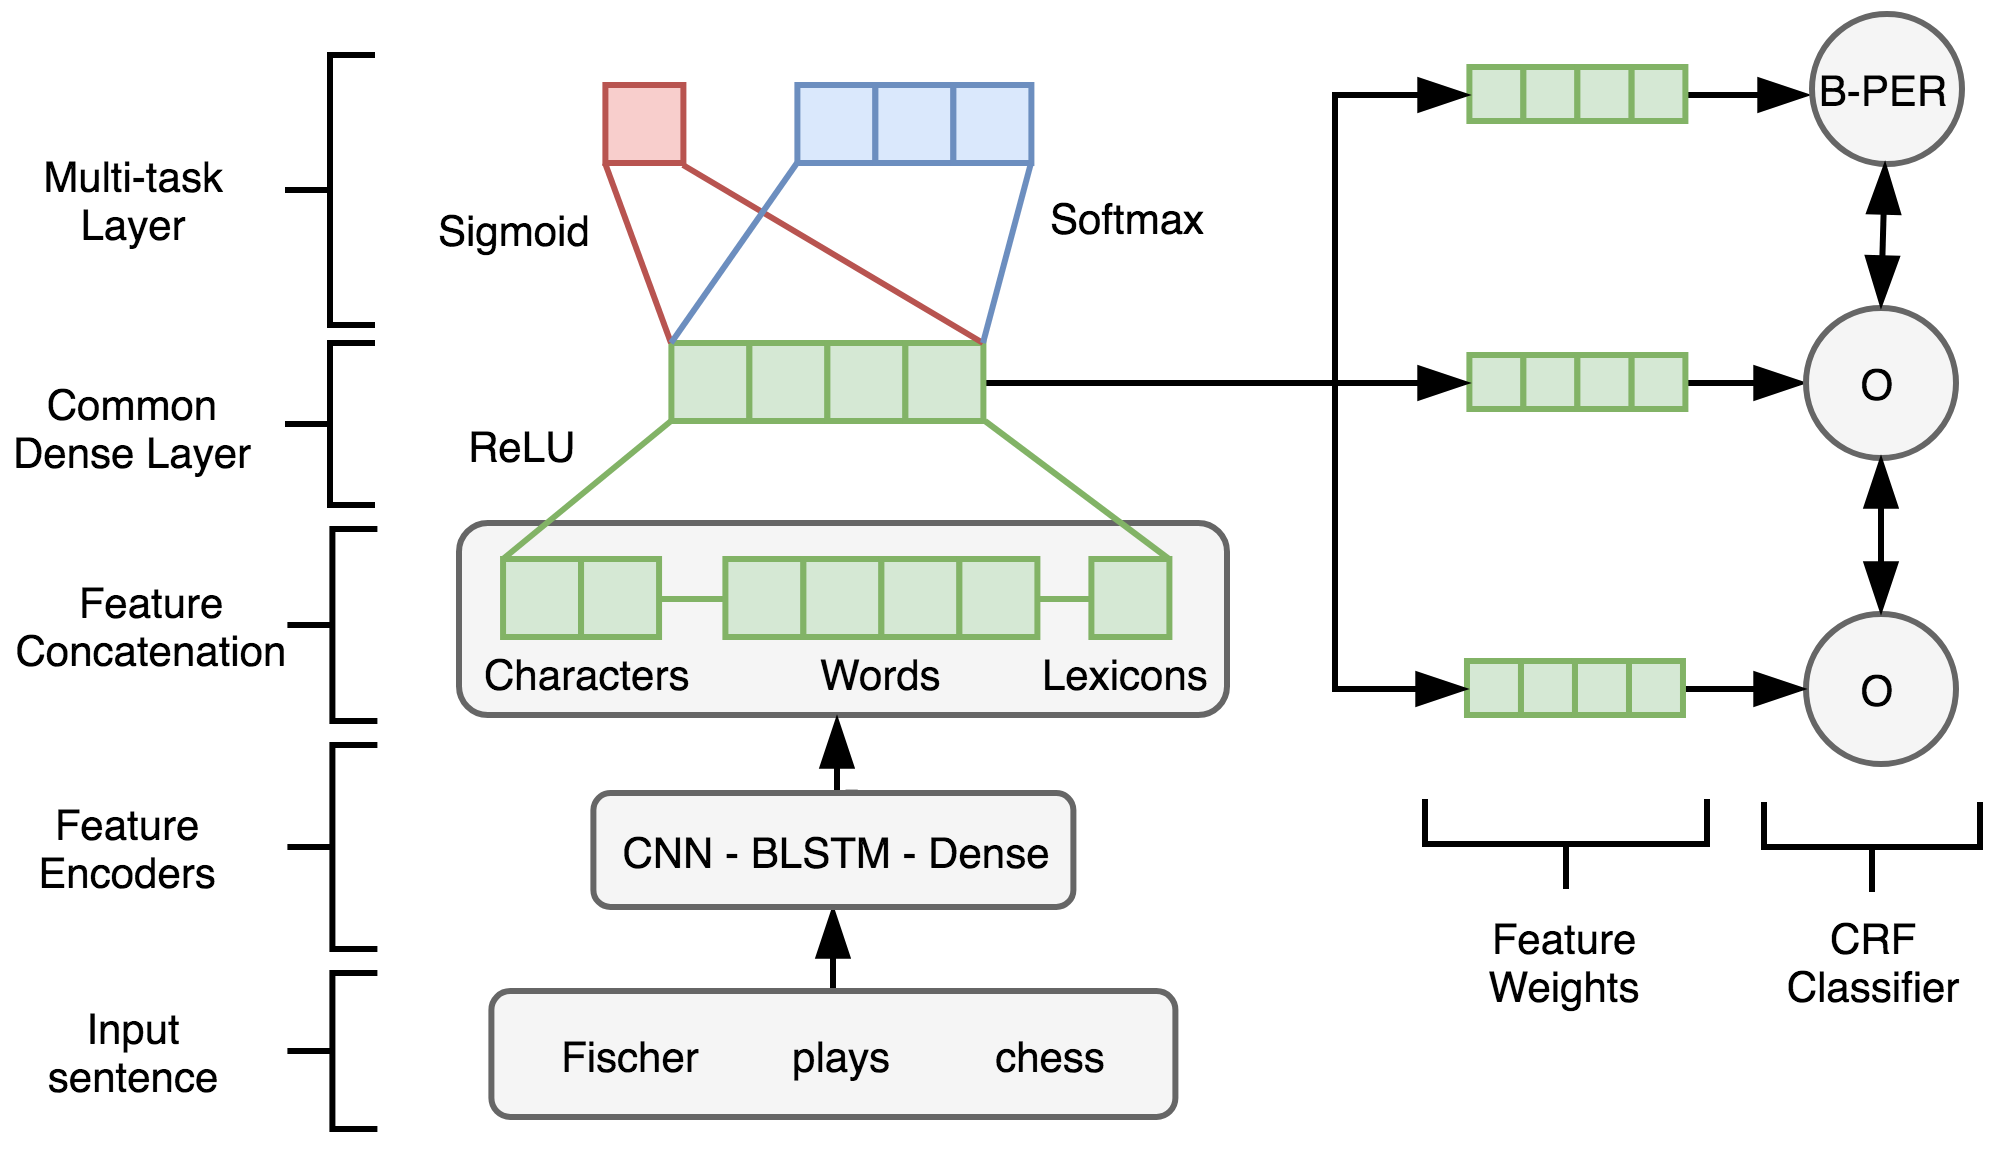 Multi-task
Layer
Sigmoid
Softmax
B-PER
Common
Dense Layer
ReLU
O
Feature
Concatenation
Characters
Words
Lexicons
O
Feature
Encoders
CNN - BLSTM - Dense
Feature
Weights
CRF
Classifier
Input
sentence
Fischer plays chess